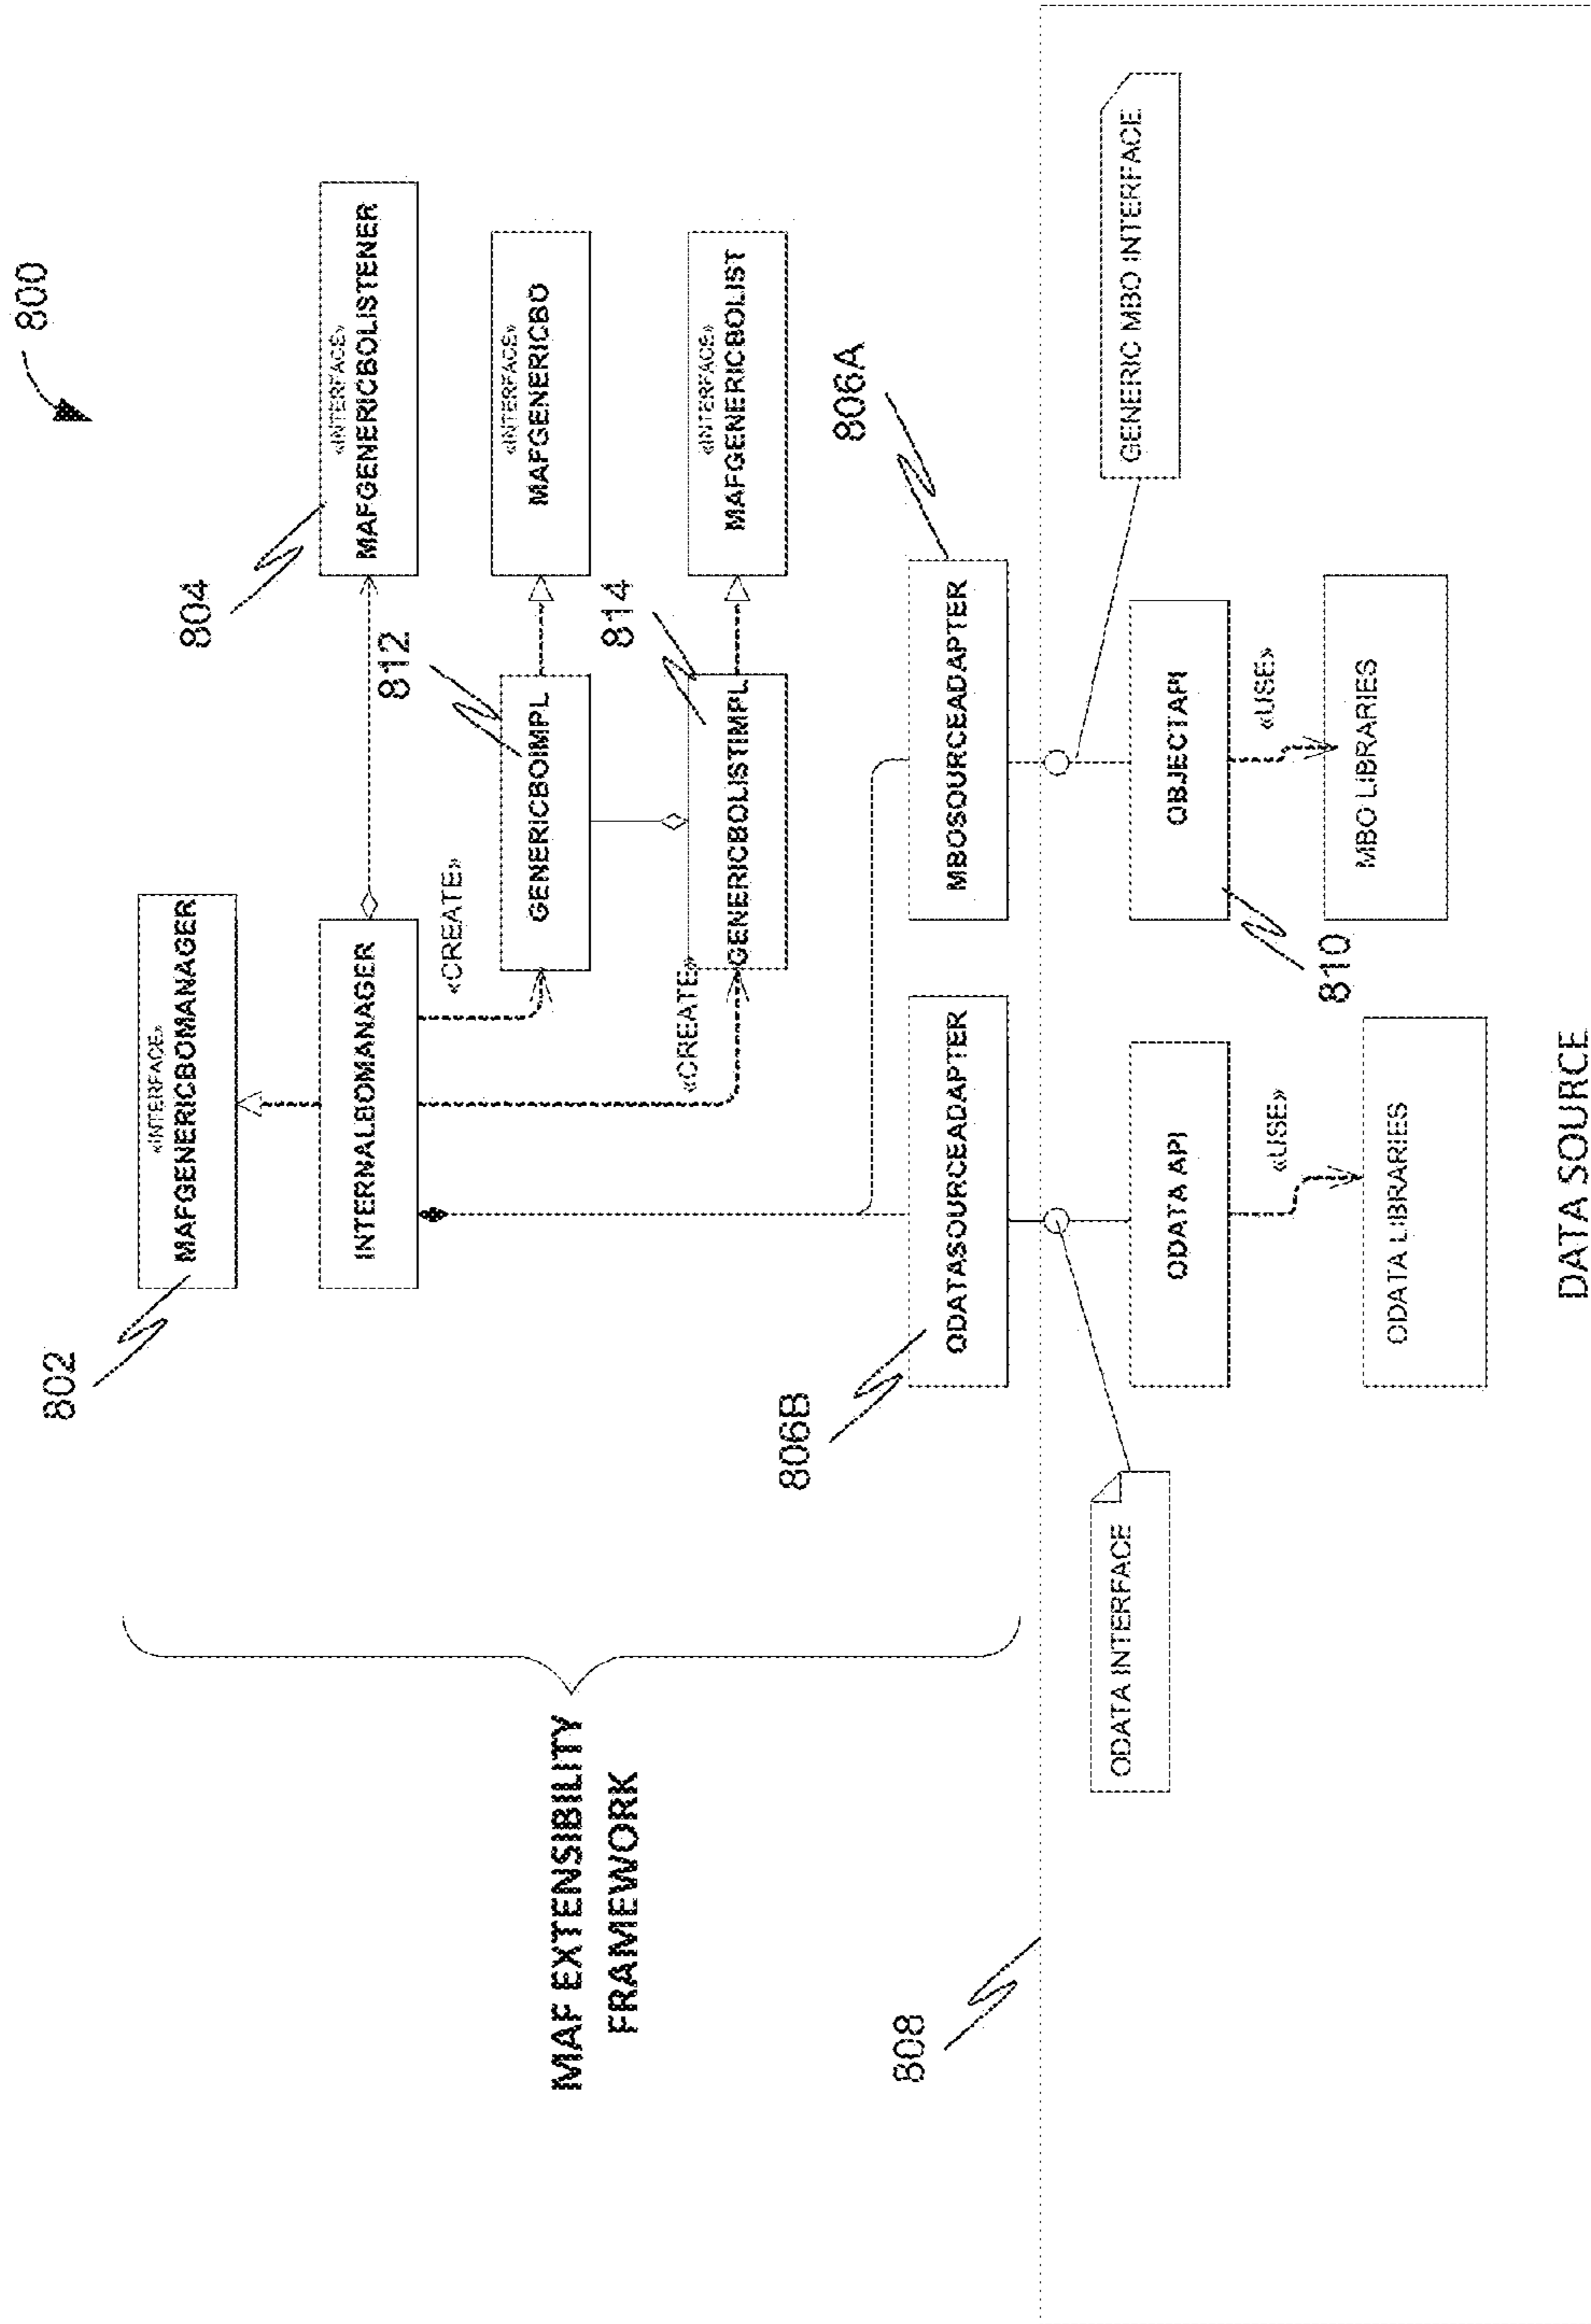 800
802
«INTERFACE»
MAFGENERICBOMANAGER
804
«INTERFACE»
MAFGENERICBOLISTENER
INTERNALBOMANAGER
«CREATE»
812
GENERICBOIMPL
«INTERFACE»
MAFGENERICBO
MAF EXTENSIBILITY
FRAMEWORK
«CREATE»
814
GENERICBOLISTIMPL
«INTERFACE»
MAFGENERICBOLIST
806B
ODATASOURCEADAPTER
806A
MBOSOURCEADAPTER
808
ODATA INTERFACE
ODATA API
OBJECTAPI
GENERIC MBO INTERFACE
«USE»
810
«USE»
ODATA LIBRARIES
MBO LIBRARIES
DATA SOURCE